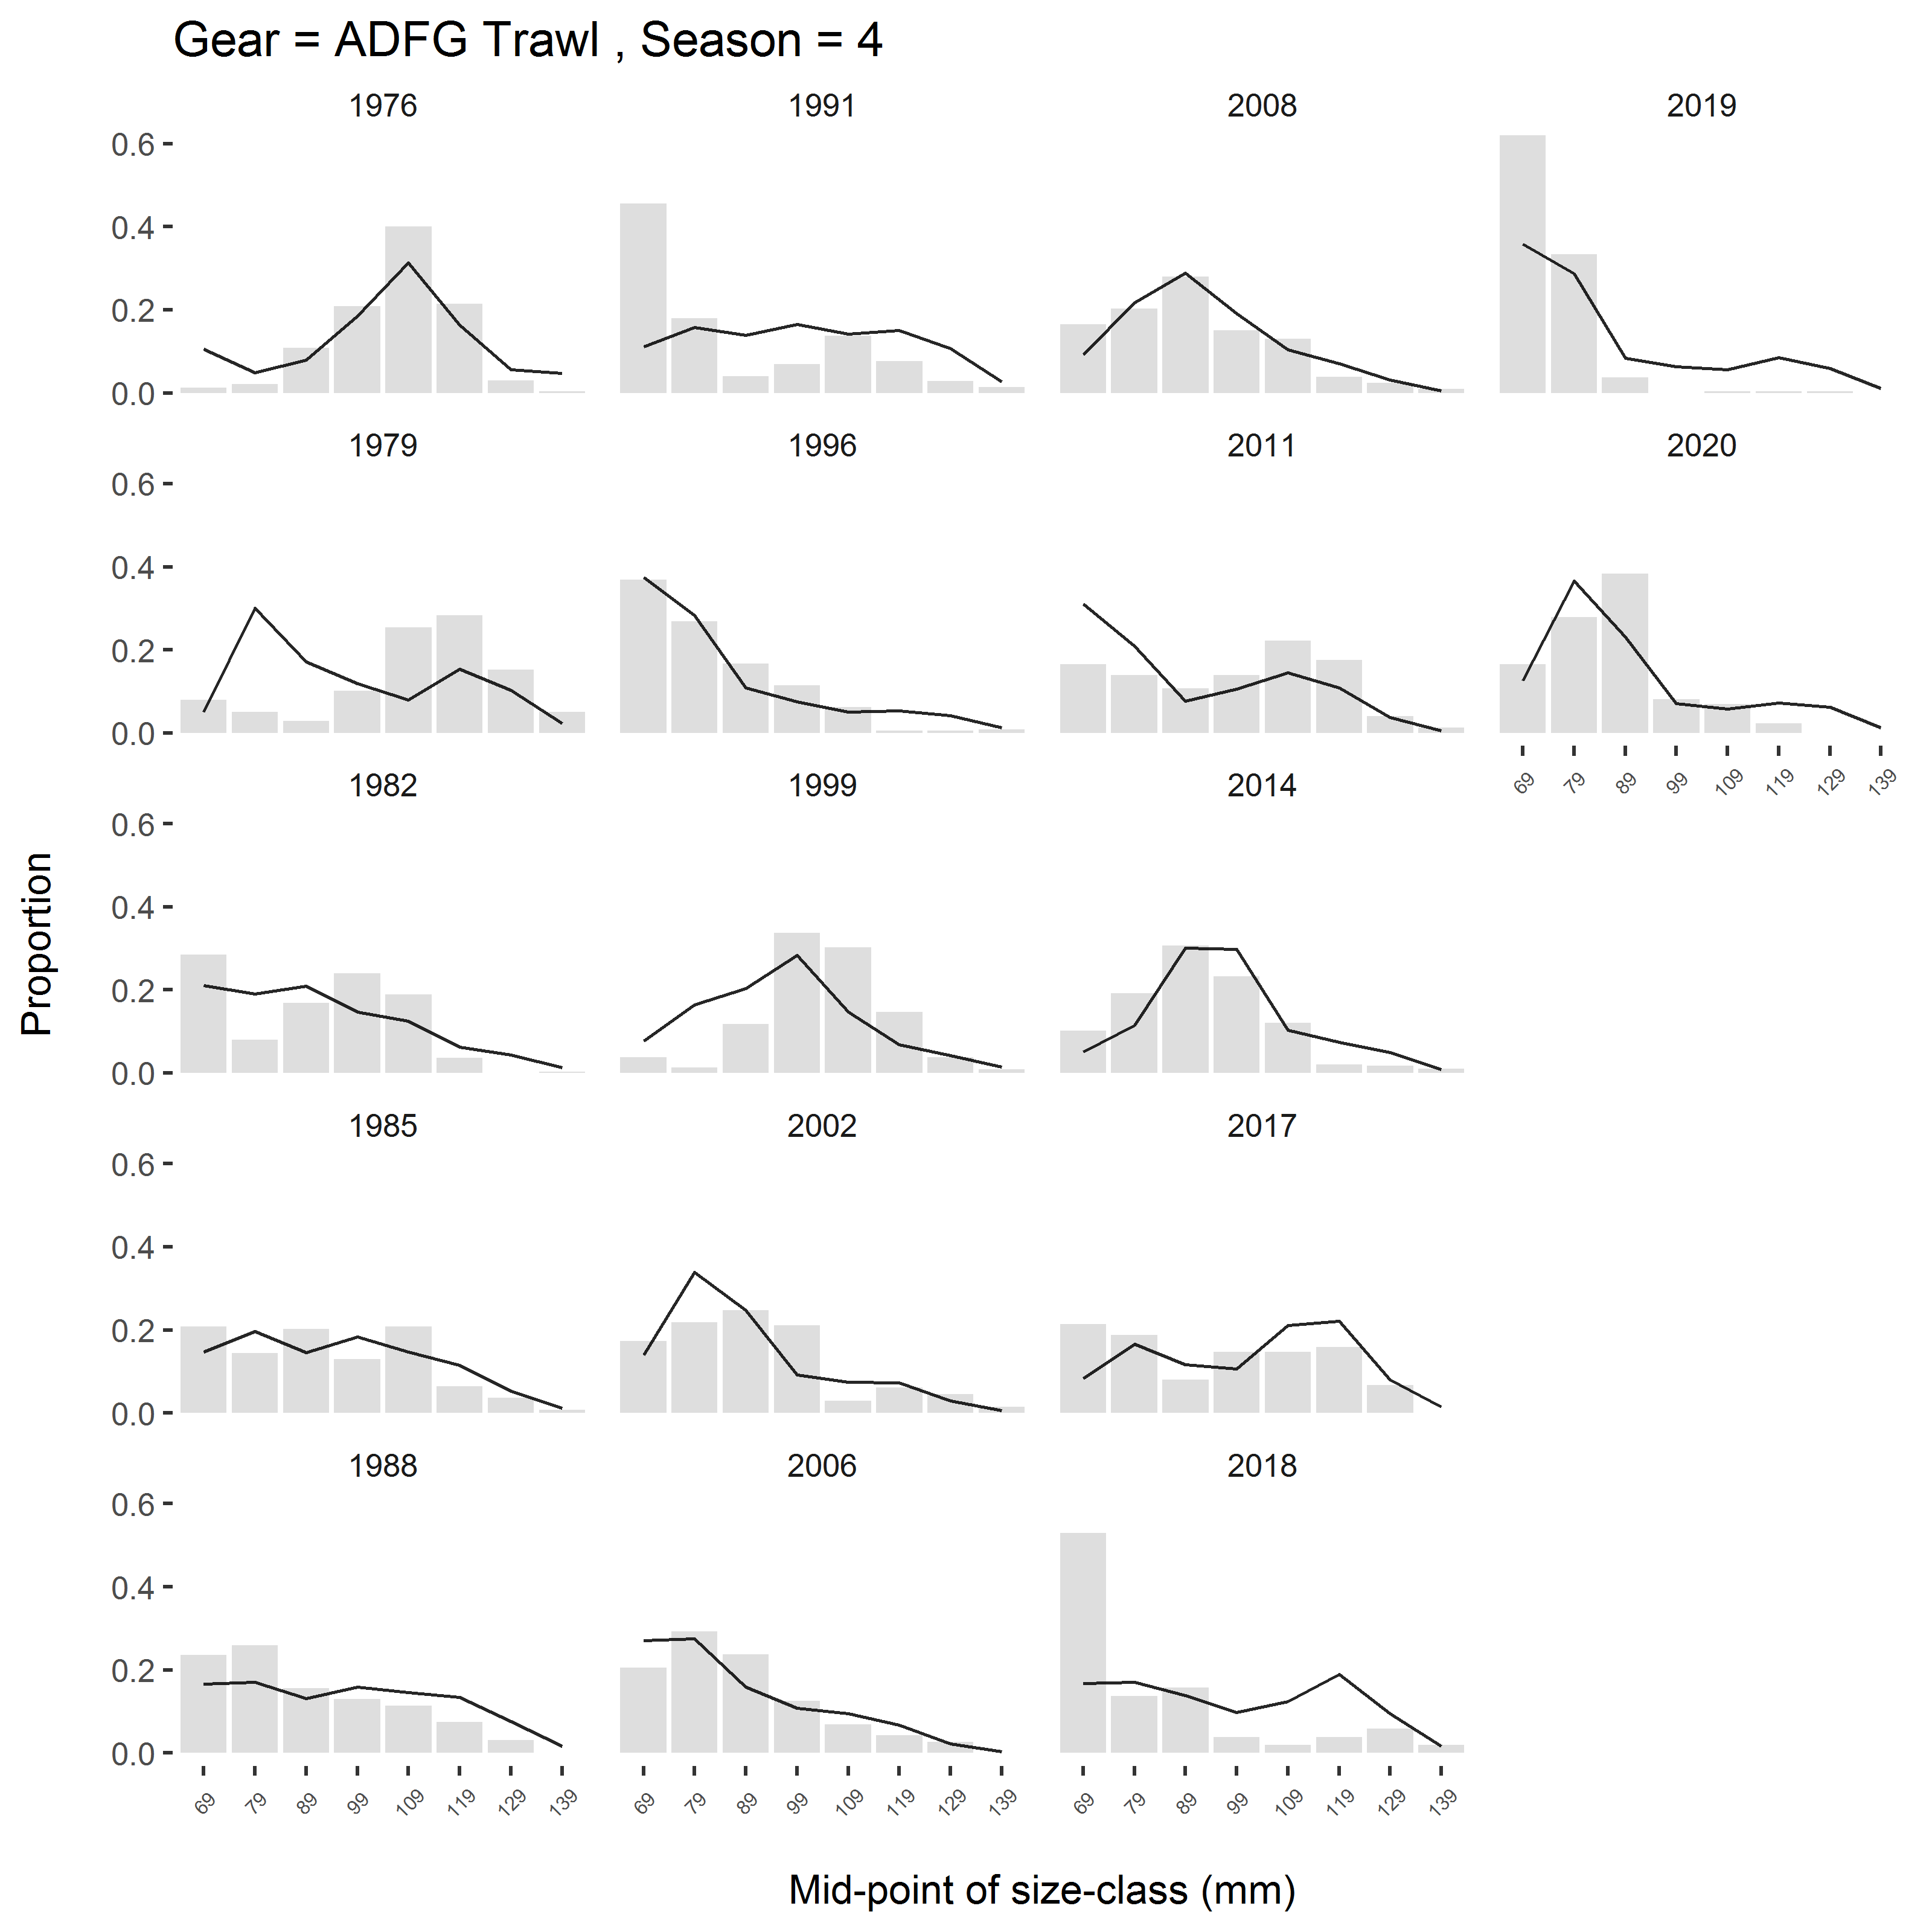 Gear = ADFG Trawl , Season = 4
1976 1991 2008 2019
0.6
0.4
0.2
0.0
1979 1996 2011 2020
0.6
0.4
0.2
0.0
69 79 89 99 109 119 129 139
1982 1999 2014
0.6
0.4
0.2
0.0
1985 2002 2017
0.6
0.4
0.2
0.0
1988 2006 2018
0.6
0.4
0.2
0.0
69 79 89 99 109 119 129 139 69 79 89 99 109 119 129 139 69 79 89 99 109 119 129 139
Proportion
Mid-point of size-class (mm)